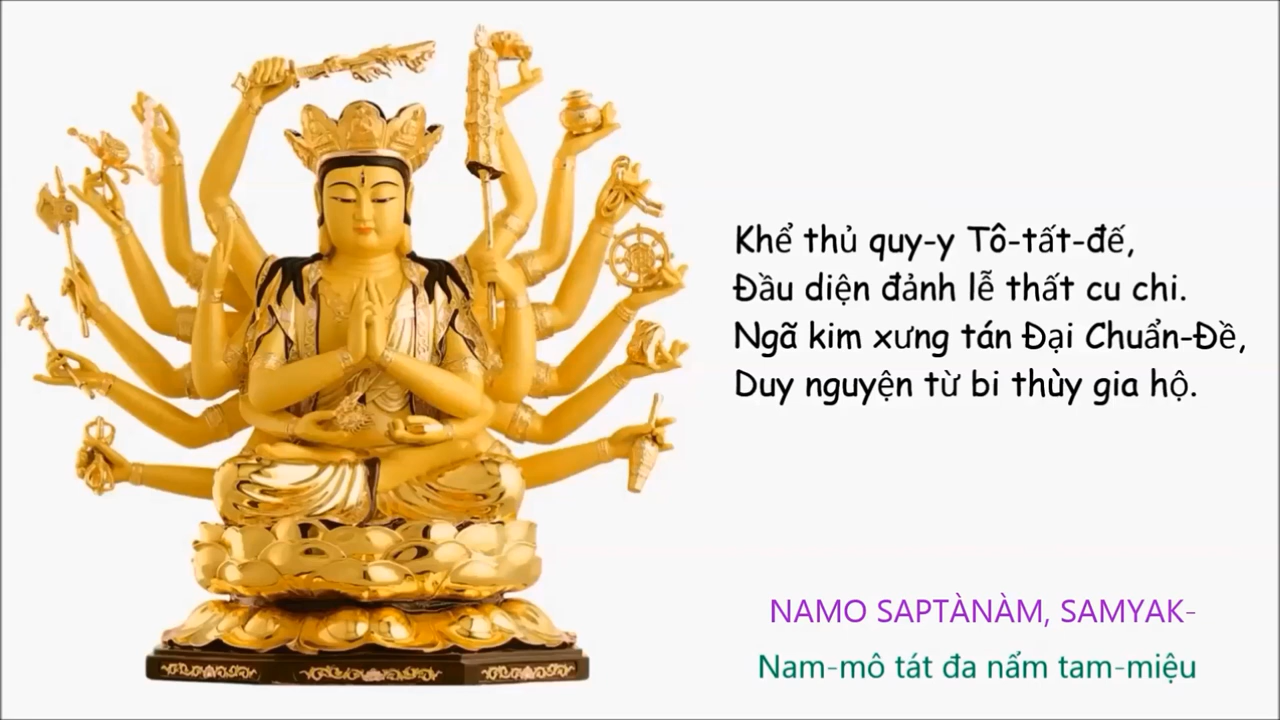 Khể thủ quy-y Tô-tất-đế,
Đầu diện đảnh lễ thất cu chi.
Ngã kim xưng tán Đại Chuẩn-Đề,
Duy nguyện từ bi thùy gia hộ.
NAMO SAPTÀNÀM, SAMYAK-
Nam-mô tát đa nẩm tam-miệu